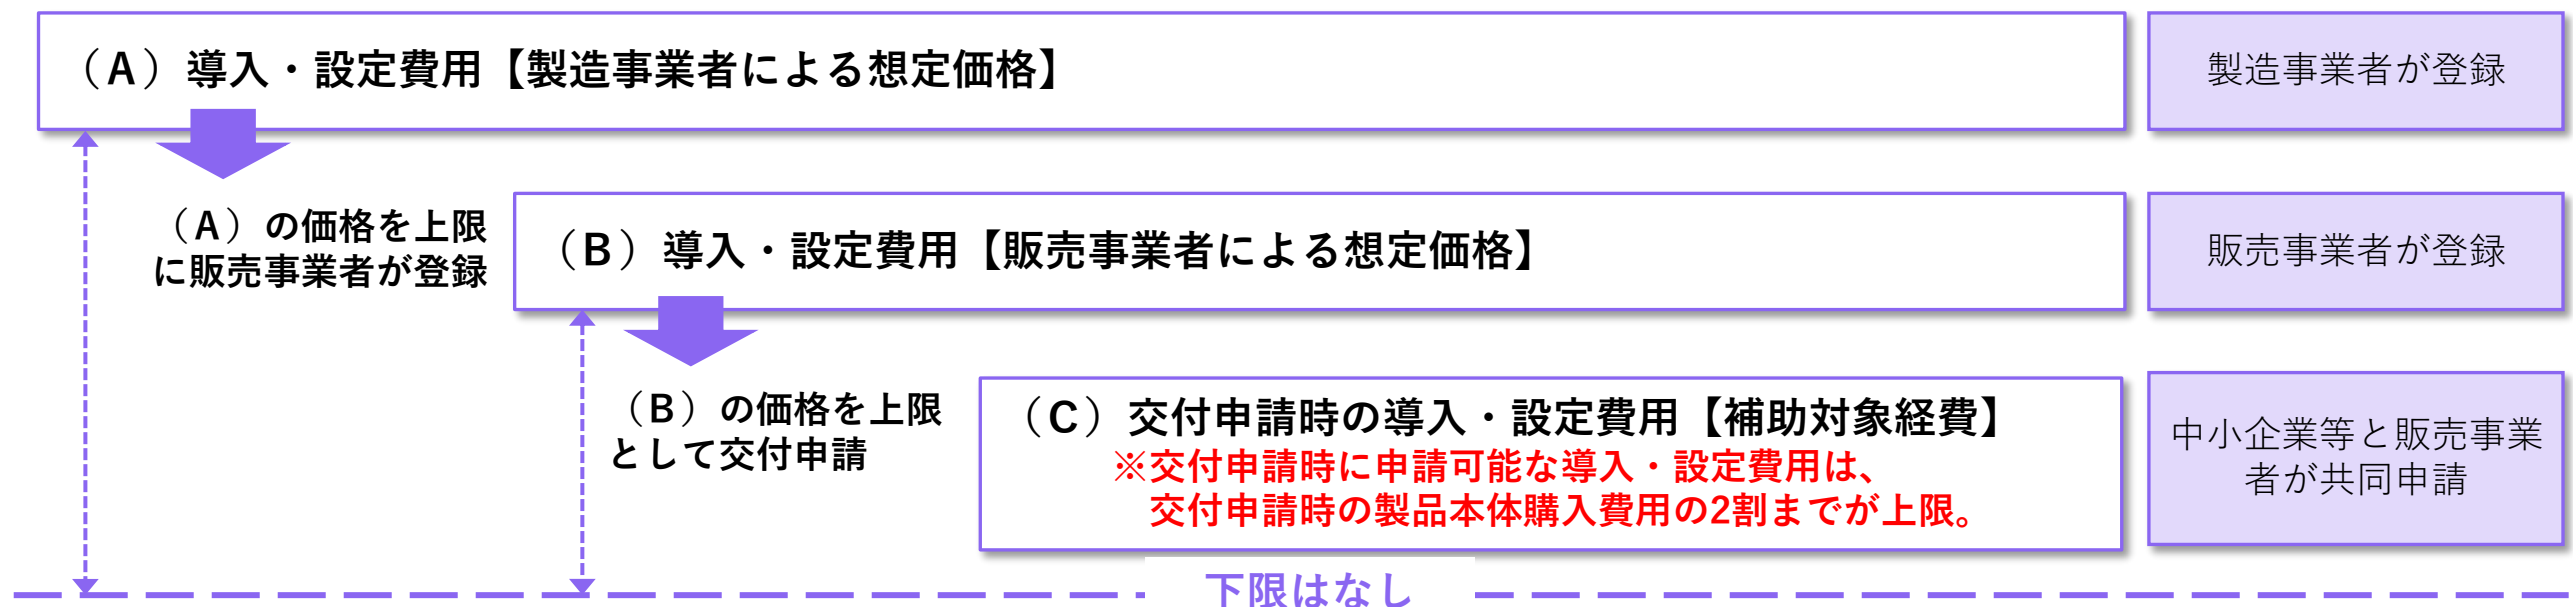 （A）導入・設定費用【製造事業者による想定価格】
製造事業者が登録
（A）の価格を上限
に販売事業者が登録
（B）導入・設定費用【販売事業者による想定価格】
販売事業者が登録
（B）の価格を上限
として交付申請
（C）交付申請時の導入・設定費用【補助対象経費】
※交付申請時に申請可能な導入・設定費用は、
交付申請時の製品本体購入費用の2割までが上限。
中小企業等と販売事業
者が共同申請
下限はなし